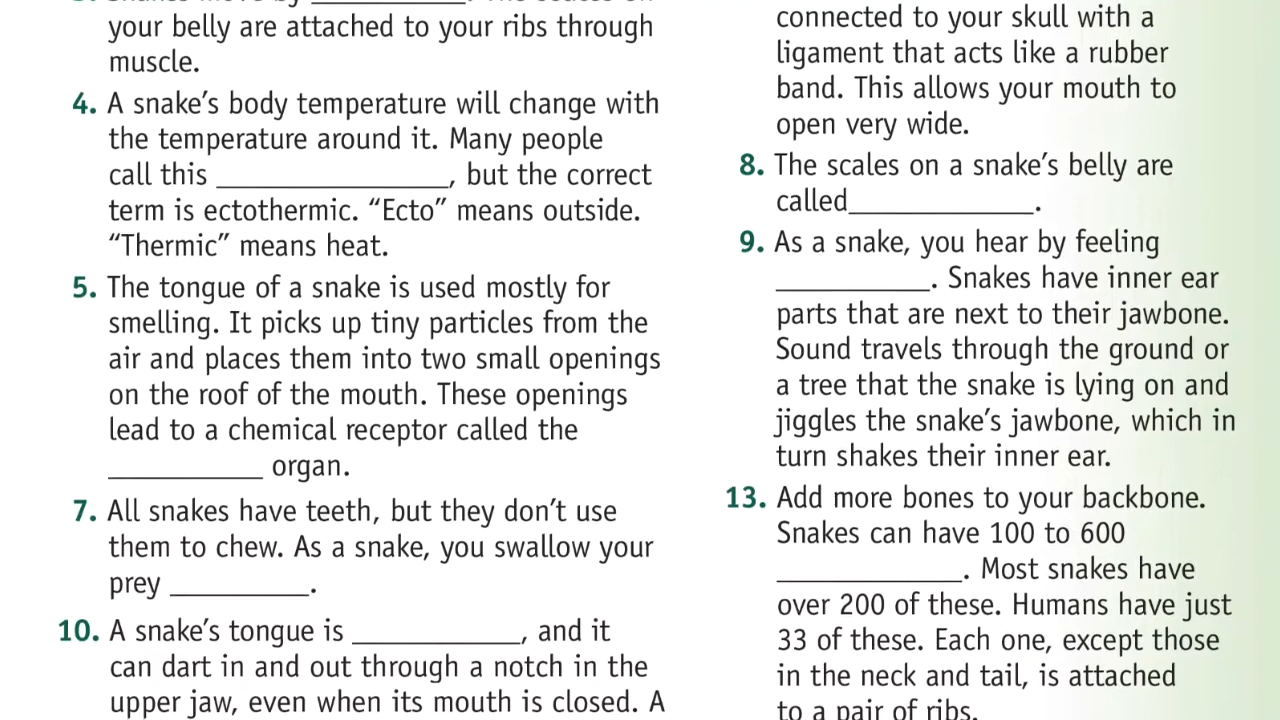 your belly are attached to your ribs through
muscle.
4. A snake's body temperature will change with
the temperature around it. Many people
call this ________________, but the correct
term is ectothermic. “Ecto” means outside.
“Thermic” means heat.
5. The tongue of a snake is used mostly for
smelling. It picks up tiny particles from the
air and places them into two small openings
on the roof of the mouth. These openings
lead to a chemical receptor called the
___________ organ.
7. All snakes have teeth, but they don’t use
them to chew. As a snake, you swallow your
prey __________.
10. A snake’s tongue is ____________, and it
can dart in and out through a notch in the
upper jaw, even when its mouth is closed. A
connected to your skull with a
ligament that acts like a rubber
band. This allows your mouth to
open very wide.
8. The scales on a snake’s belly are
called_____________.
9. As a snake, you hear by feeling
___________. Snakes have inner ear
parts that are next to their jawbone.
Sound travels through the ground or
a tree that the snake is lying on and
jiggles the snake’s jawbone, which in
turn shakes their inner ear.
13. Add more bones to your backbone.
Snakes can have 100 to 600
_____________. Most snakes have
over 200 of these. Humans have just
33 of these. Each one, except those
in the neck and tail, is attached
to a pair of ribs.